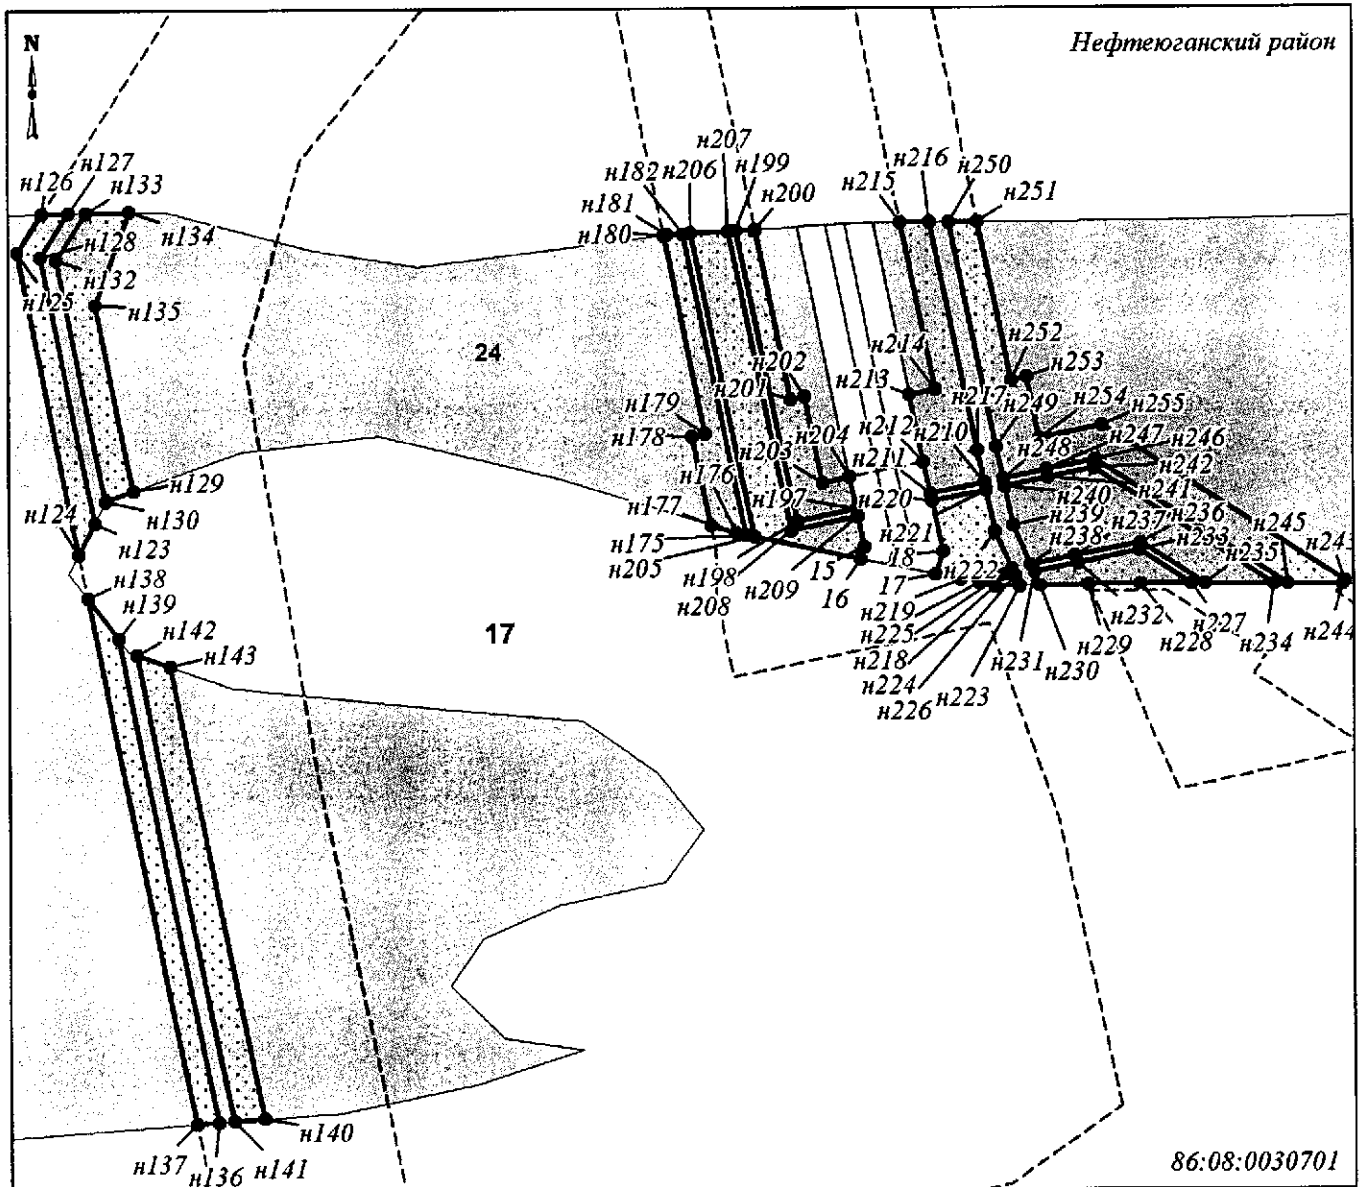 N
Нефтеюганский район
н207
н127
н216
н250
н126
н133
н182
н206
н199
н181
н200
н215
н251
н180
н134
н128
н132
н125
н135
24
н214
н252
н202
н213
н253
н201
н217
н254
н179
н249
н255
н178
н212
н210
н248
н247
н246
н203
н204
н211
н242
н176
н129
н124
н197
н220
н240
н241
н177
н130
н239
н237
н236
н245
н243
н123
н221
н238
н233
н175
18
н235
н205
н198
15
17
н222
н138
н209
16
н219
н232
н227
н208
н225
н229
н228
н234
н244
н139
17
н218
н231
н230
н142
н143
н224
н223
н226
н140
н137
н136
н141
86:08:0030701